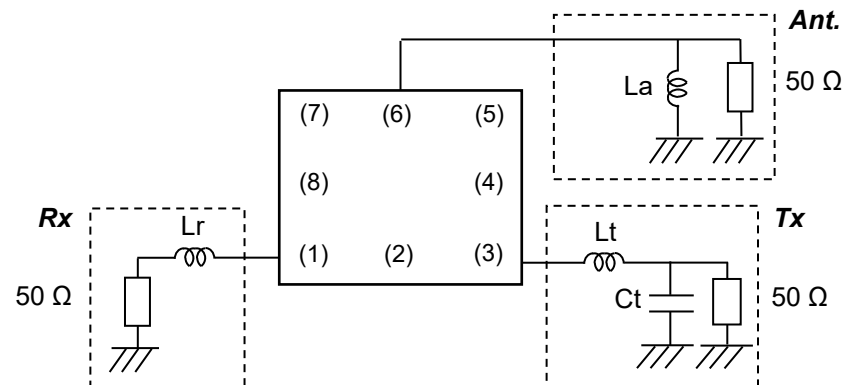 Ant.
La
50 Ω
(7) (6) (5)
(8) (4)
Rx
Lr
Lt
Tx
(1) (2) (3)
50 Ω
Ct
50 Ω